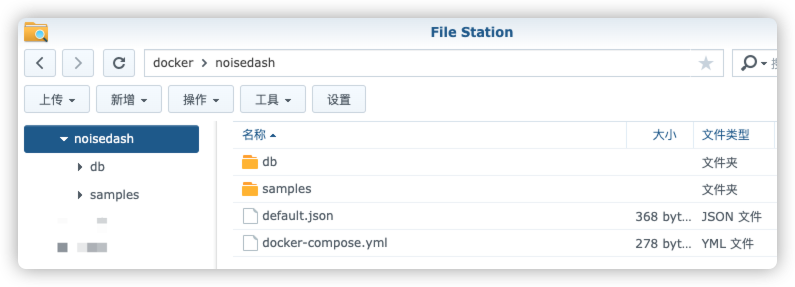 File Station
docker > noisedash
上传 新增 操作 工具 设置
noisedash
db
samples
名称 大小 文件类型
db 文件夹
samples 文件夹
default.json 368 byt... JSON 文件
docker-compose.yml 278 byt... YML 文件